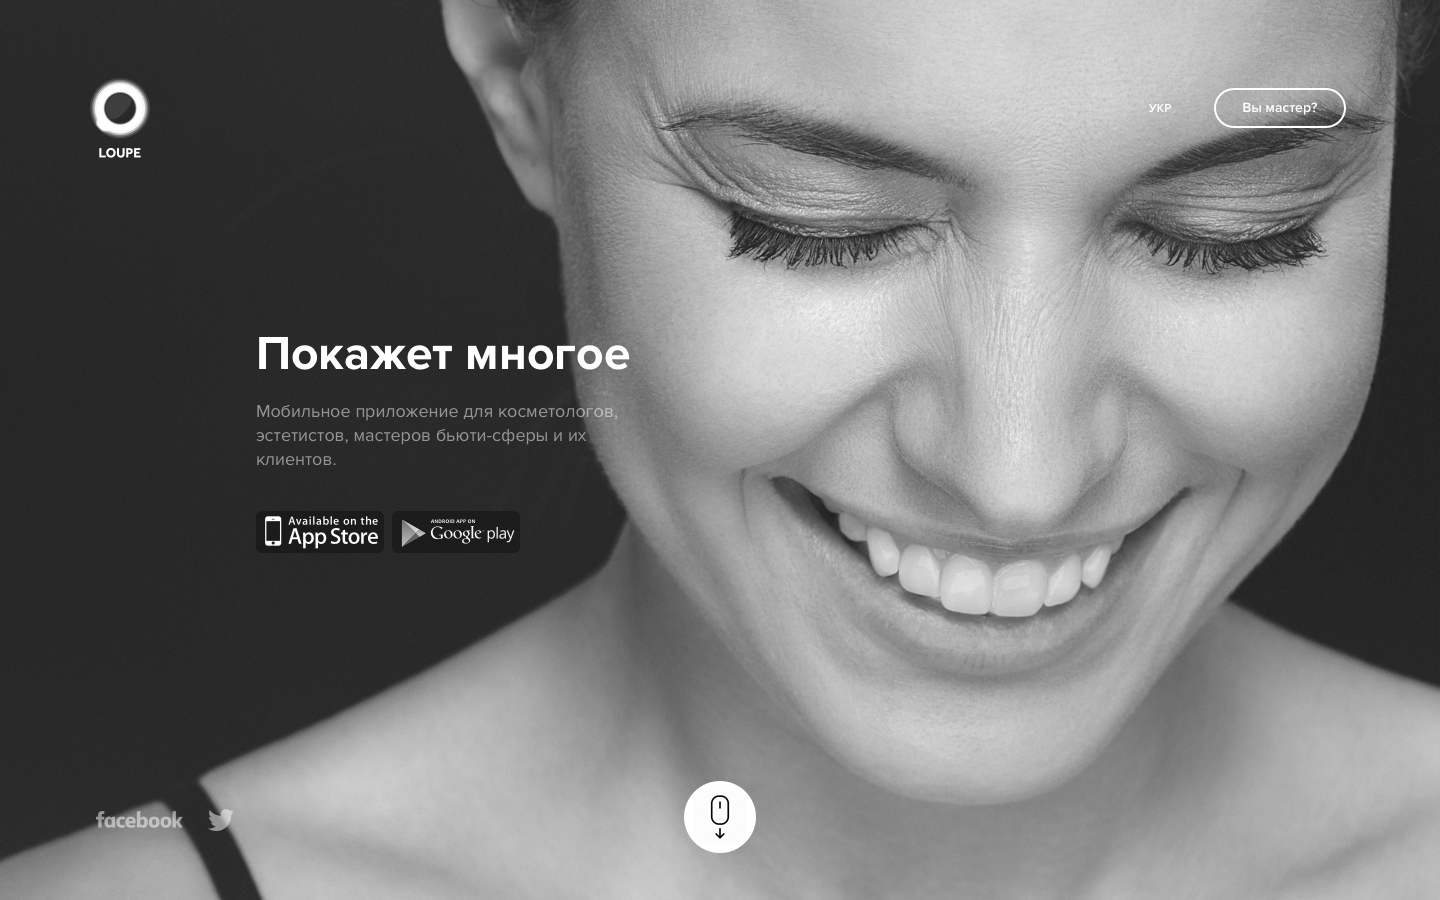 LOUPE
УКР
Вы мастер?
Покажет многое
Мобильное приложение для косметологов,
эстетистов, мастеров бьюти-сферы и их
клиентов.
Available on the
App Store
ANDROID APP ON
Google play
facebook